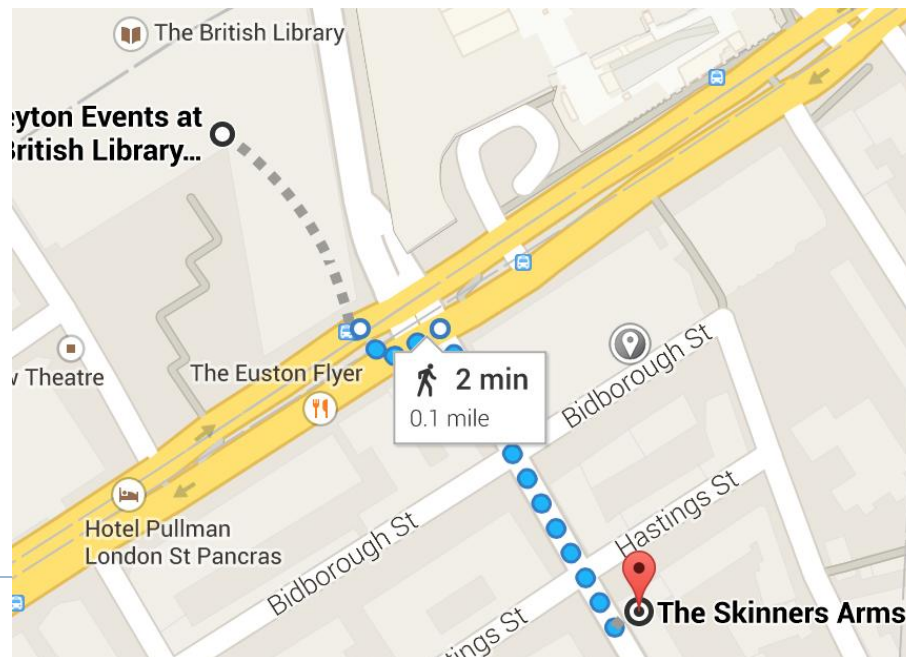 The British Library
eyton Events at
British Library...
w Theatre
The Euston Flyer
2 min
0.1 mile
Bidborough St
Hotel Pullman
London St Pancras
Bidborough St
Hastings St
The Skinners Arms
stings St